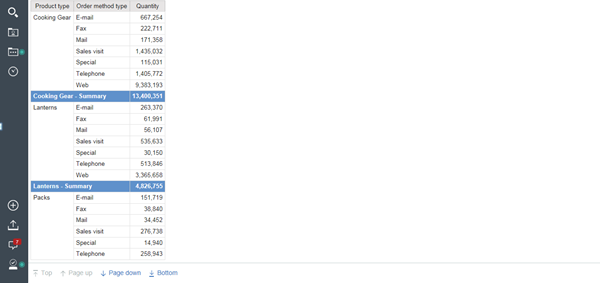 Product type Order method type Quantity
Cooking Gear E-mail 667,254
Fax 222,711
Mail 171,358
Sales visit 1,435,032
Special 115,031
Telephone 1,405,772
Web 9,383,193
Cooking Gear - Summary 13,400,351
Lanterns E-mail 263,370
Fax 61,991
Mail 56,107
Sales visit 535,633
Special 30,150
Telephone 513,846
Web 3,365,658
Lanterns - Summary 4,826,755
Packs E-mail 151,719
Fax 38,840
Mail 34,452
Sales visit 276,738
Special 14,940
Telephone 258,943
7
Top Page up Page down Bottom